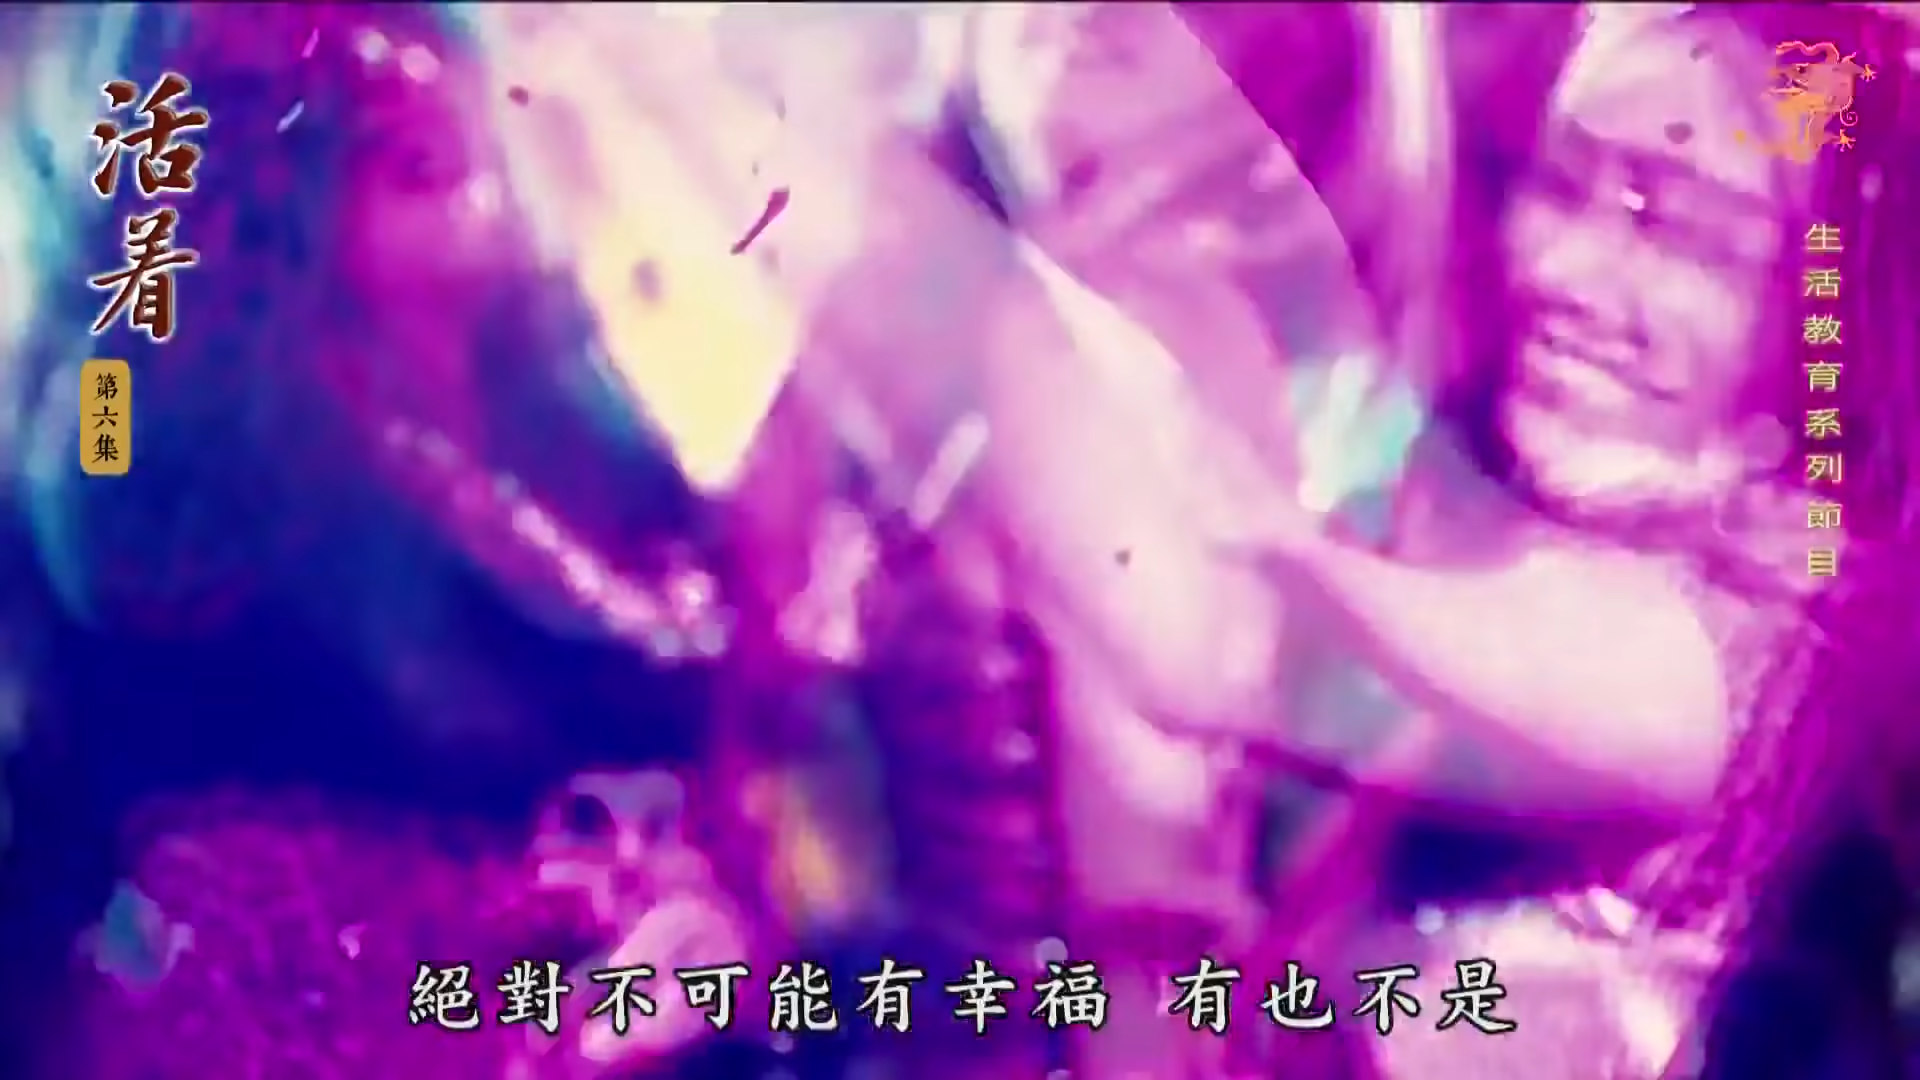 活着
第六集
生活教育系列節目
絕對不可能有幸福 有也不是